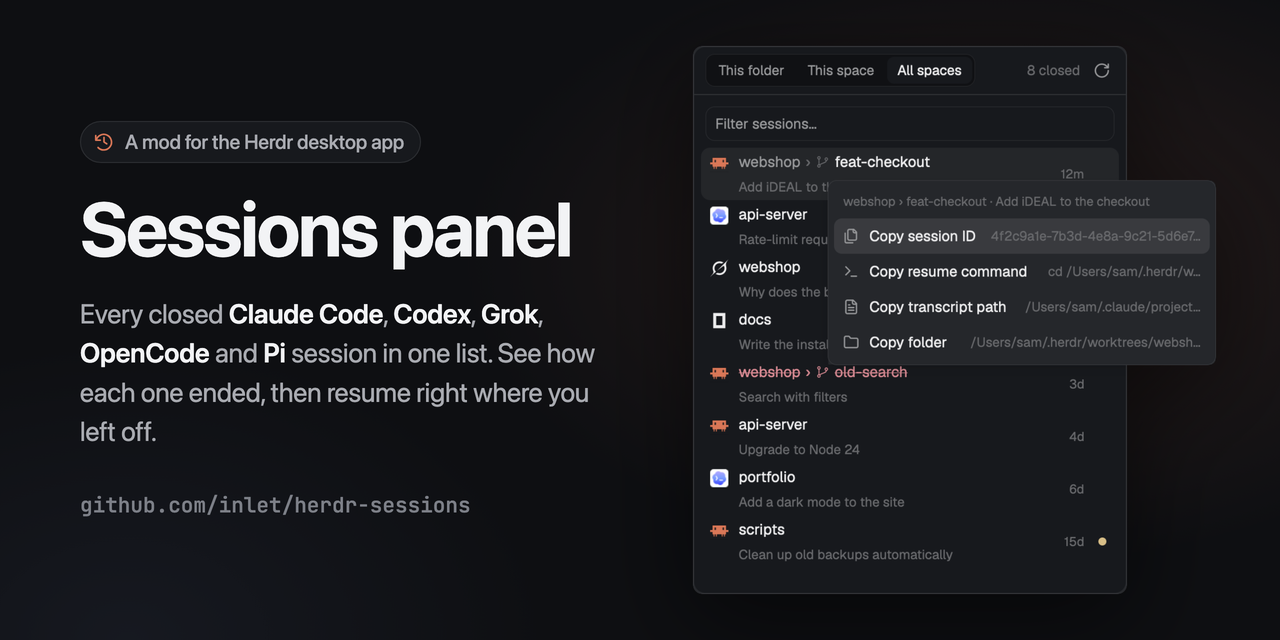 A mod for the Herdr desktop app
Sessions panel
Every closed Claude Code, Codex, Grok,
OpenCode and Pi session in one list. See how
each one ended, then resume right where you
left off.
github.com/inlet/herdr-sessions
This folder This space All spaces 8 closed
Filter sessions...
webshop › feat-checkout
12m
Add iDEAL to th
webshop › feat-checkout · Add iDEAL to the checkout
Copy session ID 4f2c9a1e-7b3d-4e8a-9c21-5d6e7...
Copy resume command cd /Users/sam/.herdr/w...
Copy transcript path /Users/sam/.claude/project...
Copy folder /Users/sam/.herdr/worktrees/websh...
api-server
Rate-limit requ
webshop
Why does the b
docs
Write the instal
webshop › old-search
3d
Search with filters
api-server
4d
Upgrade to Node 24
portfolio
6d
Add a dark mode to the site
scripts
15d
Clean up old backups automatically